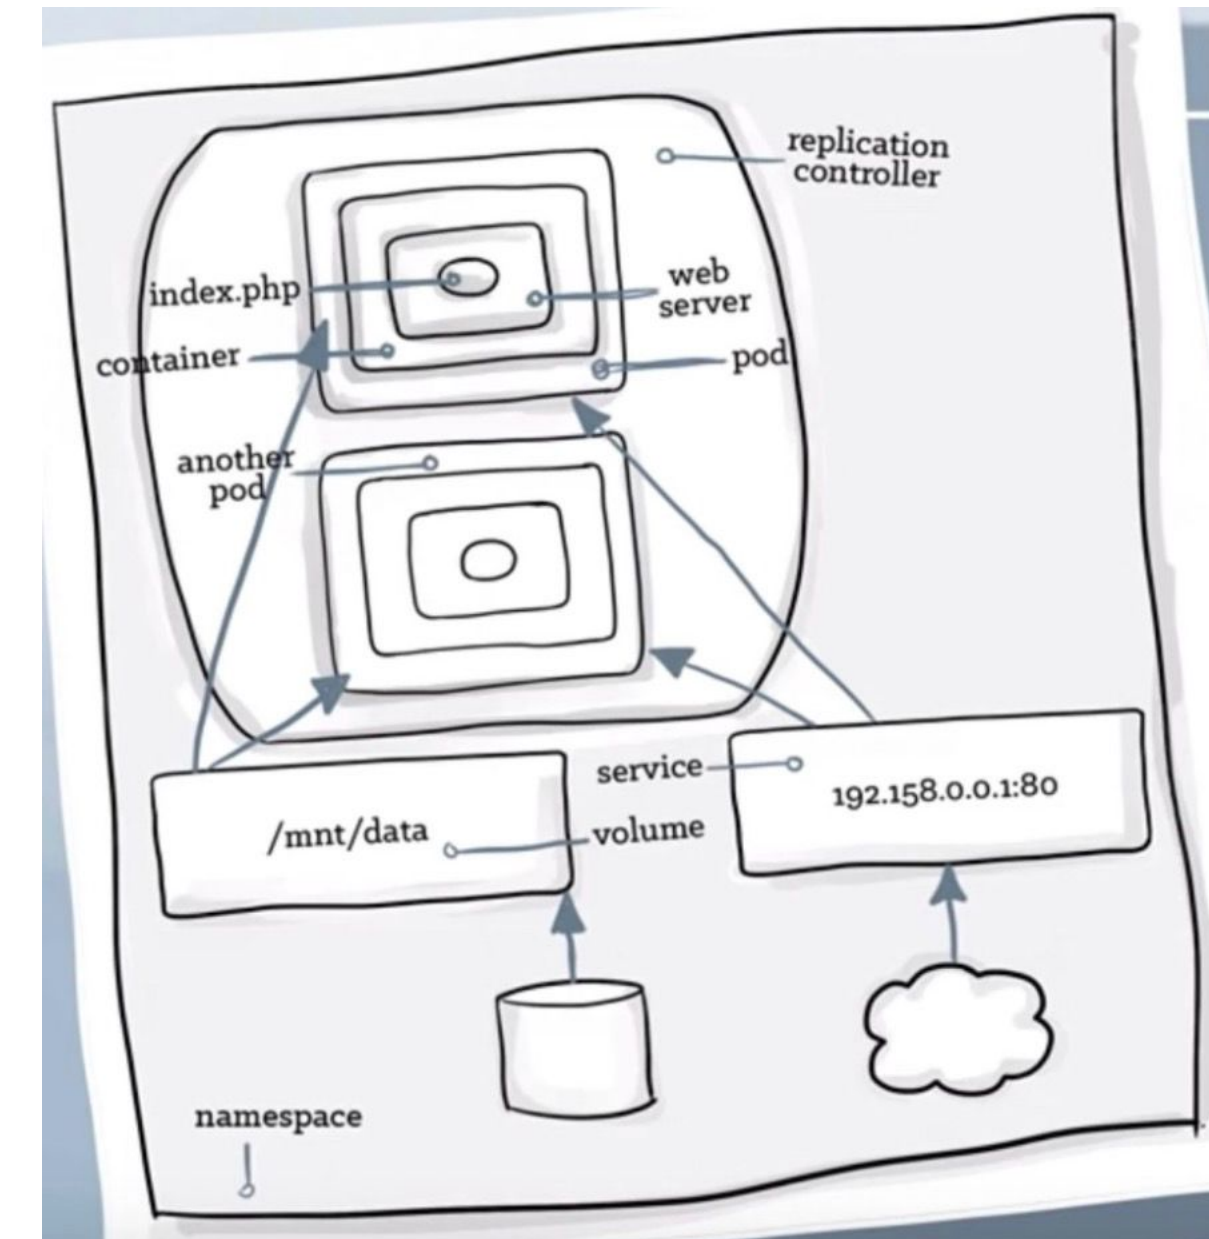 replication
controller
index.php
web
server
container
pod
another
pod
service
192.158.0.0.1:80
/mnt/data
volume
namespace